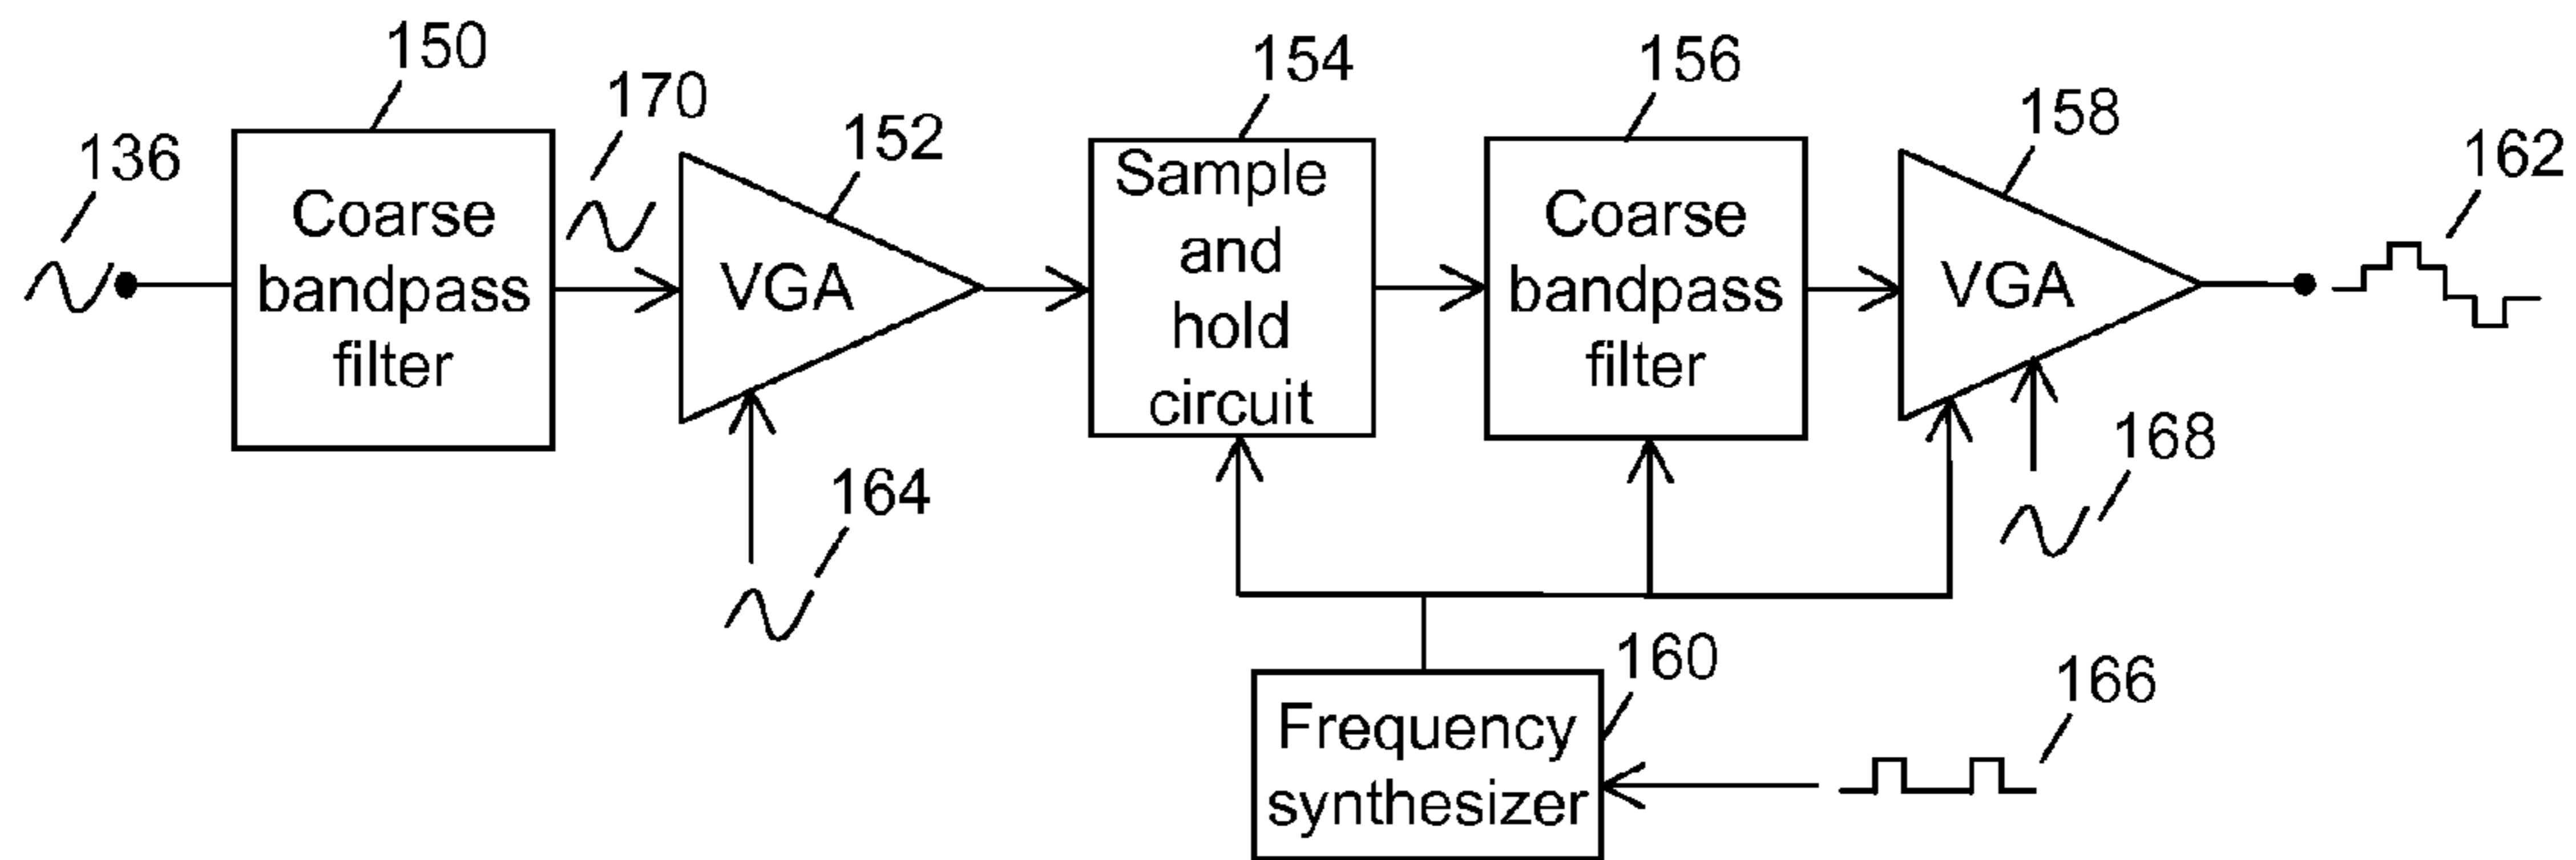 150
170
152
154
156
158
162
136
Coarse
bandpass
filter
VGA
Sample
and
hold
circuit
Coarse
bandpass
filter
VGA
164
168
160
166
Frequency
synthesizer